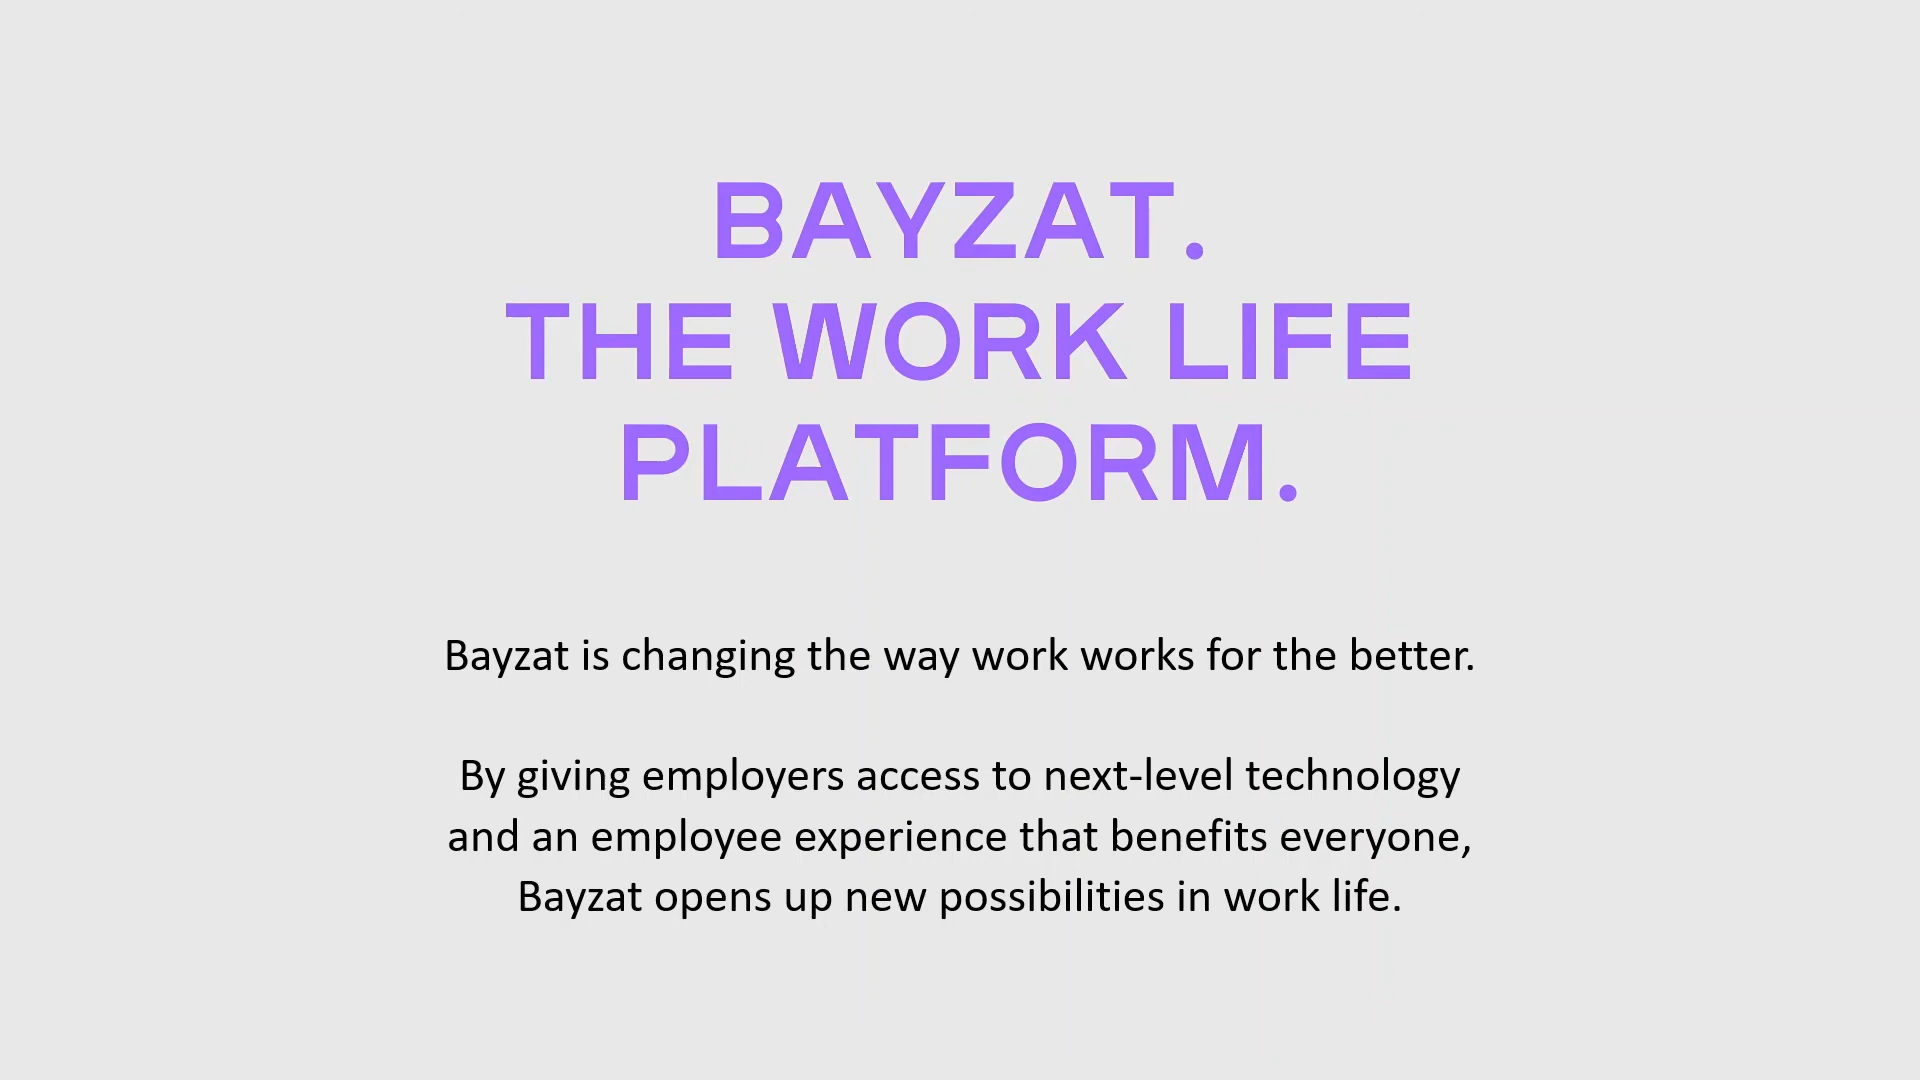 BAYZAT.
THE WORK LIFE
PLATFORM.
Bayzat is changing the way work works for the better.
By giving employers access to next-level technology
and an employee experience that benefits everyone,
Bayzat opens up new possibilities in work life.